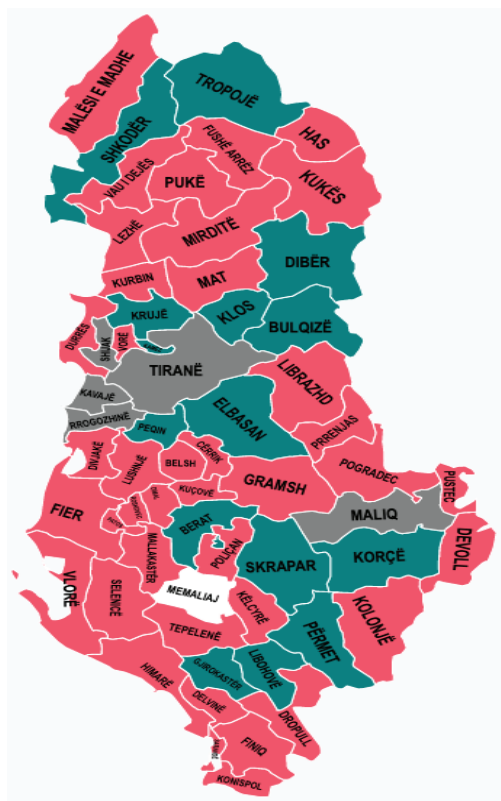 MALËSI E MADHE
TROPOJË
SHKODËR
FUSHË ARRËZ
HAS
VAU I DEJËS
PUKË
KUKËS
LEZHË
MIRDITË
DIBËR
KURBIN
MAT
KRUJË
KLOS
BULQIZË
DURRËS
SHIJAK
VORË
TIRANË
LIBRAZHD
KAVAJË
RROGOZHINË
ELBASAN
PEQIN
PRRENJAS
DIVJAKË
LUSHNJË
BELSH
CËRRIK
GRAMSH
POGRADEC
PUSTEC
KUÇOVË
FIER
MALIQ
BERAT
POLIÇAN
DEVOLL
MALLAKASTËR
SKRAPAR
KORÇË
VLORË
SELENICË
MEMALIAJ
KËLCYRË
KOLONJË
TEPELENË
PËRMET
HIMARË
GJIROKASTËR
LIBOHOVË
DELVINË
DROPULL
FINIQ
KONISPOL